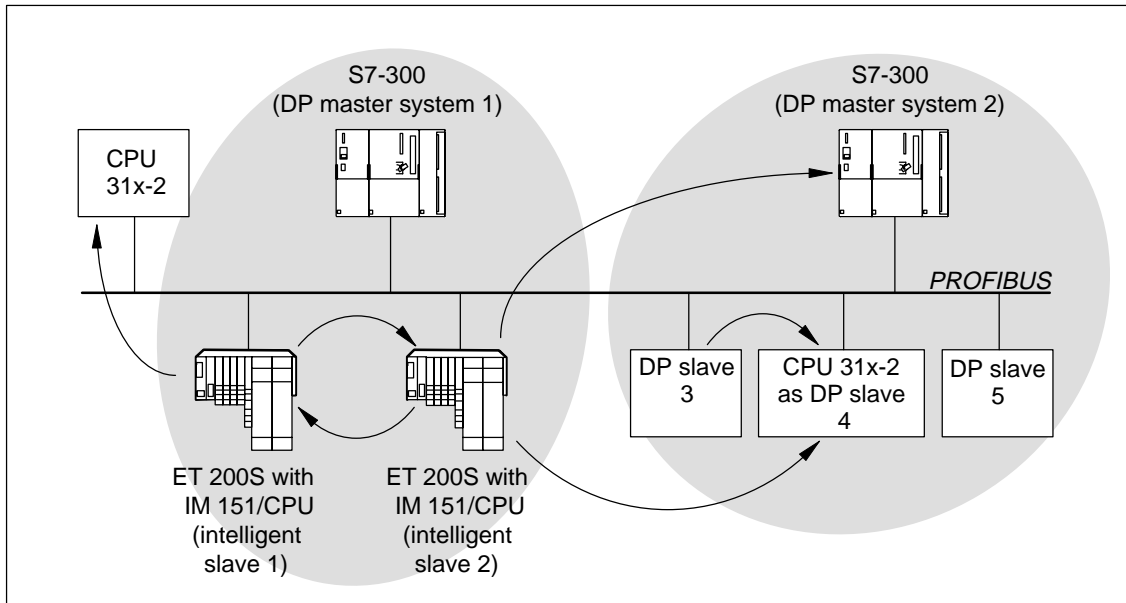 S7-300
(DP master system 1)
S7-300
(DP master system 2)
CPU
31x-2
PROFIBUS
DP slave
3
CPU 31x-2
as DP slave
4
DP slave
5
ET 200S with
IM 151/CPU
(intelligent
slave 1)
ET 200S with
IM 151/CPU
(intelligent
slave 2)